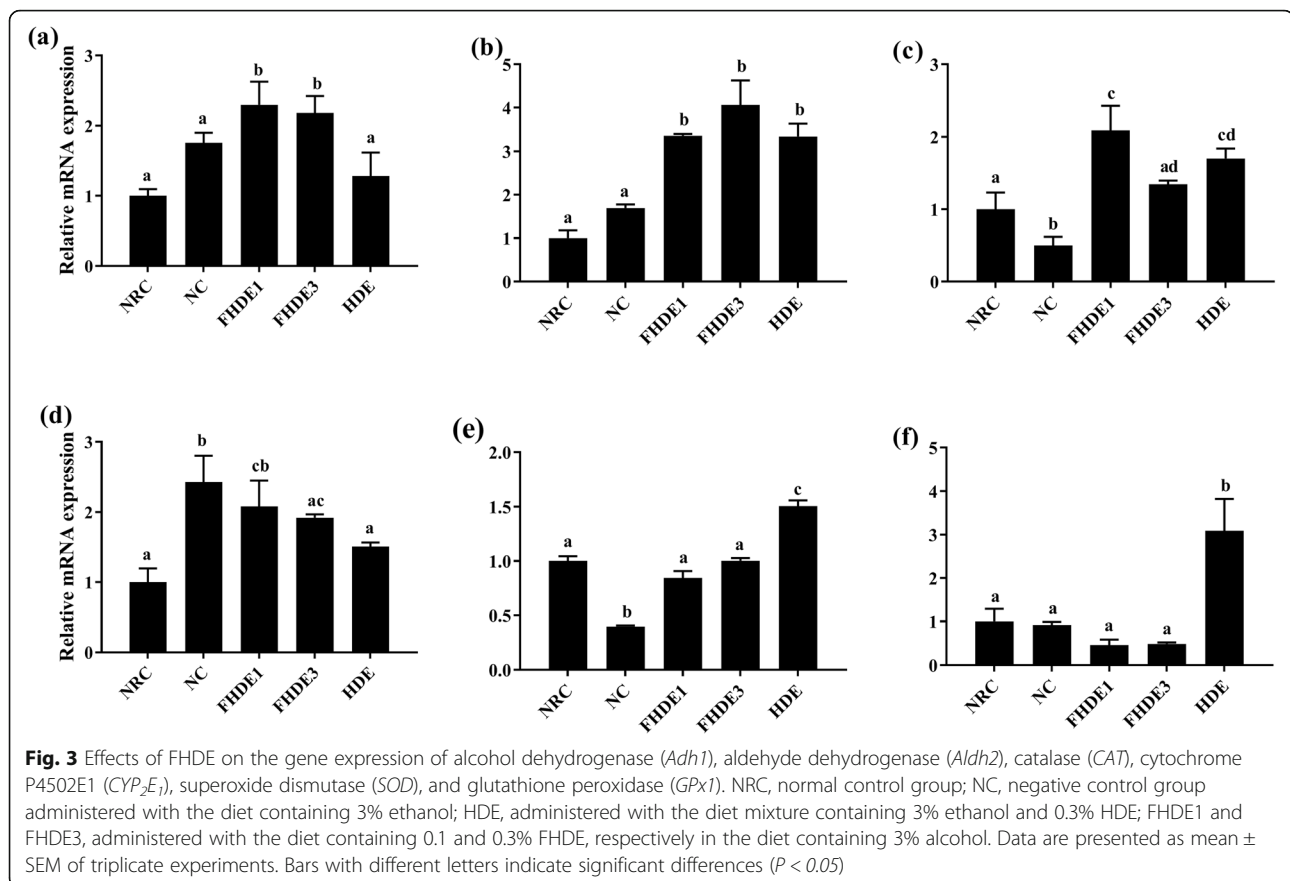 (a)
Relative mRNA expression
3
2
1
0
a
a
b
b
a
NRC
NC
FHDE1
FHDE3
HDE
(b)
5
4
3
2
1
0
a
a
b
b
b
NRC
NC
FHDE1
FHDE3
HDE
(c)
3
2
1
0
a
b
c
ad
cd
NRC
NC
FHDE1
FHDE3
HDE
(d)
Relative mRNA expression
3
2
1
0
a
b
cb
ac
a
NRC
NC
FHDE1
FHDE3
HDE
(e)
2.0
1.5
1.0
0.5
0.0
a
b
a
a
c
NRC
NC
FHDE1
FHDE3
HDE
(f)
5
4
3
2
1
0
a
a
a
a
b
NRC
NC
FHDE1
FHDE3
HDE
Fig. 3 Effects of FHDE on the gene expression of alcohol dehydrogenase (Adh1), aldehyde dehydrogenase (Aldh2), catalase (CAT), cytochrome
P4502E1 (CYP₂E₁), superoxide dismutase (SOD), and glutathione peroxidase (GPx1). NRC, normal control group; NC, negative control group
administered with the diet containing 3% ethanol; HDE, administered with the diet mixture containing 3% ethanol and 0.3% HDE; FHDE1 and
FHDE3, administered with the diet containing 0.1 and 0.3% FHDE, respectively in the diet containing 3% alcohol. Data are presented as mean ±
SEM of triplicate experiments. Bars with different letters indicate significant differences (P < 0.05)